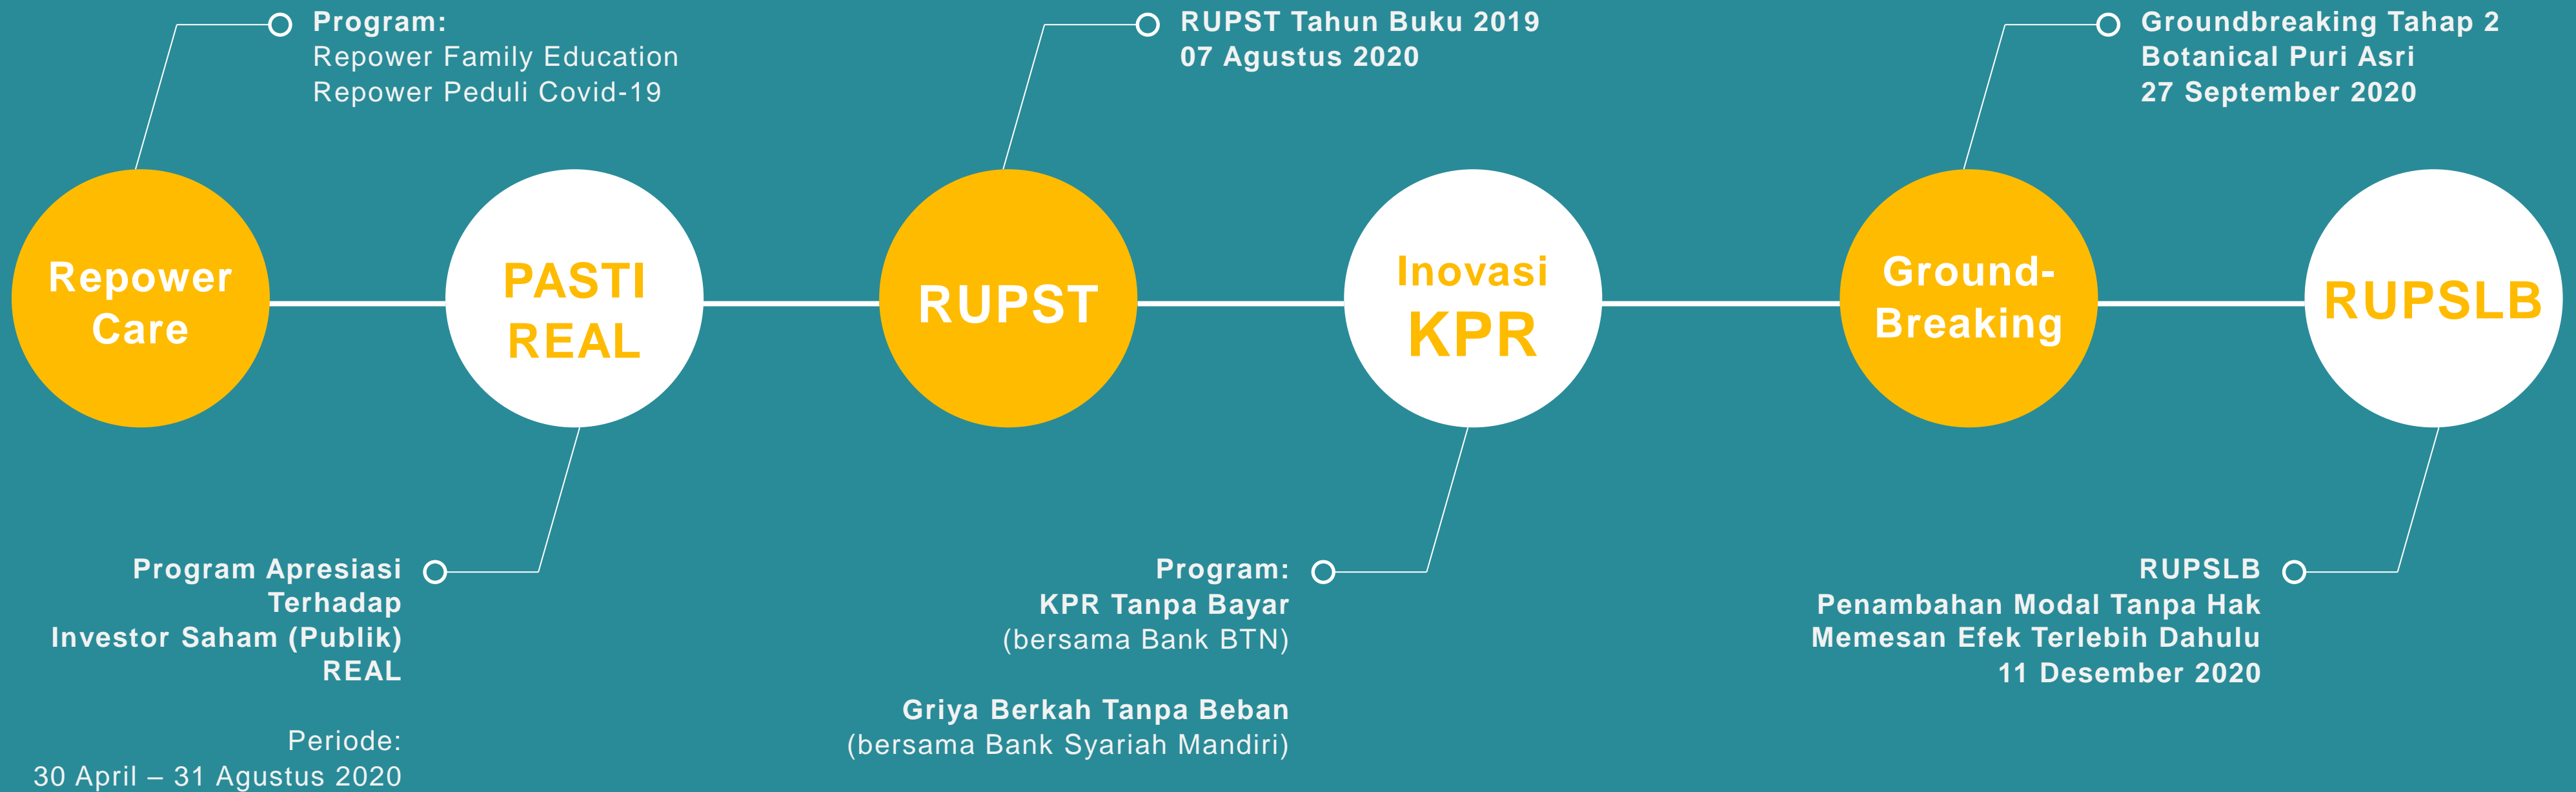 Program:
Repower Family Education
Repower Peduli Covid-19
RUPST Tahun Buku 2019
07 Agustus 2020
Groundbreaking Tahap 2
Botanical Puri Asri
27 September 2020
Repower
Care
PASTI
REAL
RUPST
Inovasi
KPR
Ground-
Breaking
RUPSLB
Program Apresiasi
Terhadap
Investor Saham (Publik)
REAL
Periode:
30 April – 31 Agustus 2020
Program:
KPR Tanpa Bayar
(bersama Bank BTN)
Griya Berkah Tanpa Beban
(bersama Bank Syariah Mandiri)
RUPSLB
Penambahan Modal Tanpa Hak
Memesan Efek Terlebih Dahulu
11 Desember 2020